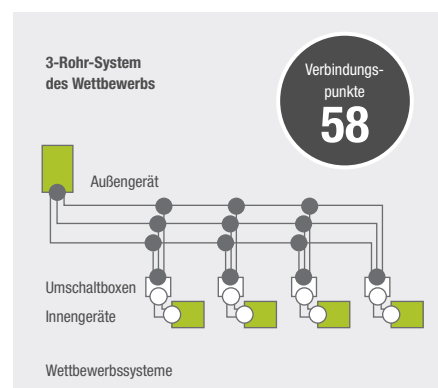 3-Rohr-System
des Wettbewerbs
Verbindungs-
punkte
58
Außengerät
Umschaltboxen
Innengeräte
Wettbewerbssysteme